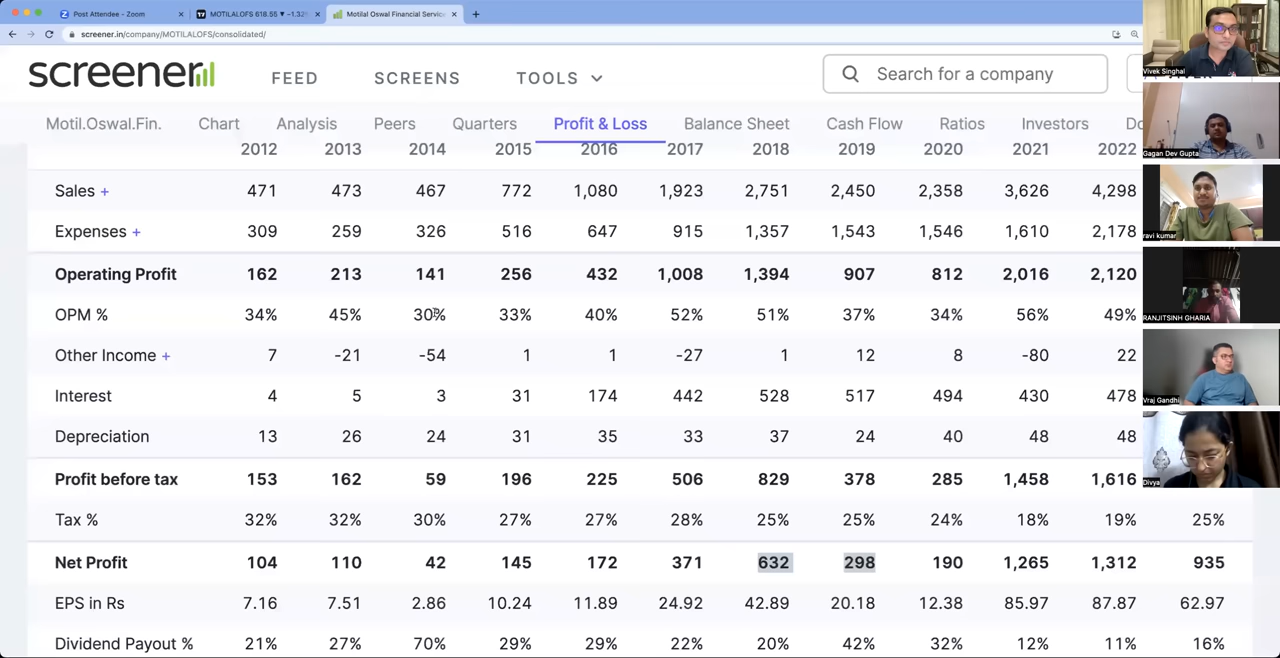 Post Attendee - Zoom
MOTILALOFS 618.55 ▼ −1.32%
Motilal Oswal Financial Service
screener.in/company/MOTILALOFS/consolidated/
screener
FEED SCREENS TOOLS
Search for a company
Motil.Oswal.Fin. Chart Analysis Peers Quarters Profit & Loss Balance Sheet Cash Flow Ratios Investors Do
2012 2013 2014 2015 2016 2017 2018 2019 2020 2021 2022
Sales + 471 473 467 772 1,080 1,923 2,751 2,450 2,358 3,626 4,298
Expenses + 309 259 326 516 647 915 1,357 1,543 1,546 1,610 2,178
Operating Profit 162 213 141 256 432 1,008 1,394 907 812 2,016 2,120
OPM % 34% 45% 30% 33% 40% 52% 51% 37% 34% 56% 49%
Other Income + 7 -21 -54 1 1 -27 1 12 8 -80 22
Interest 4 5 3 31 174 442 528 517 494 430 478
Depreciation 13 26 24 31 35 33 37 24 40 48 48
Profit before tax 153 162 59 196 225 506 829 378 285 1,458 1,616
Tax % 32% 32% 30% 27% 27% 28% 25% 25% 24% 18% 19% 25%
Net Profit 104 110 42 145 172 371 632 298 190 1,265 1,312 935
EPS in Rs 7.16 7.51 2.86 10.24 11.89 24.92 42.89 20.18 12.38 85.97 87.87 62.97
Dividend Payout % 21% 27% 70% 29% 29% 22% 20% 42% 32% 12% 11% 16%
Vivek Singhal
Gagan Dev Gupta
ravi kumar
RANJITSINH GHARIA
Vraj Gandhi
Divya